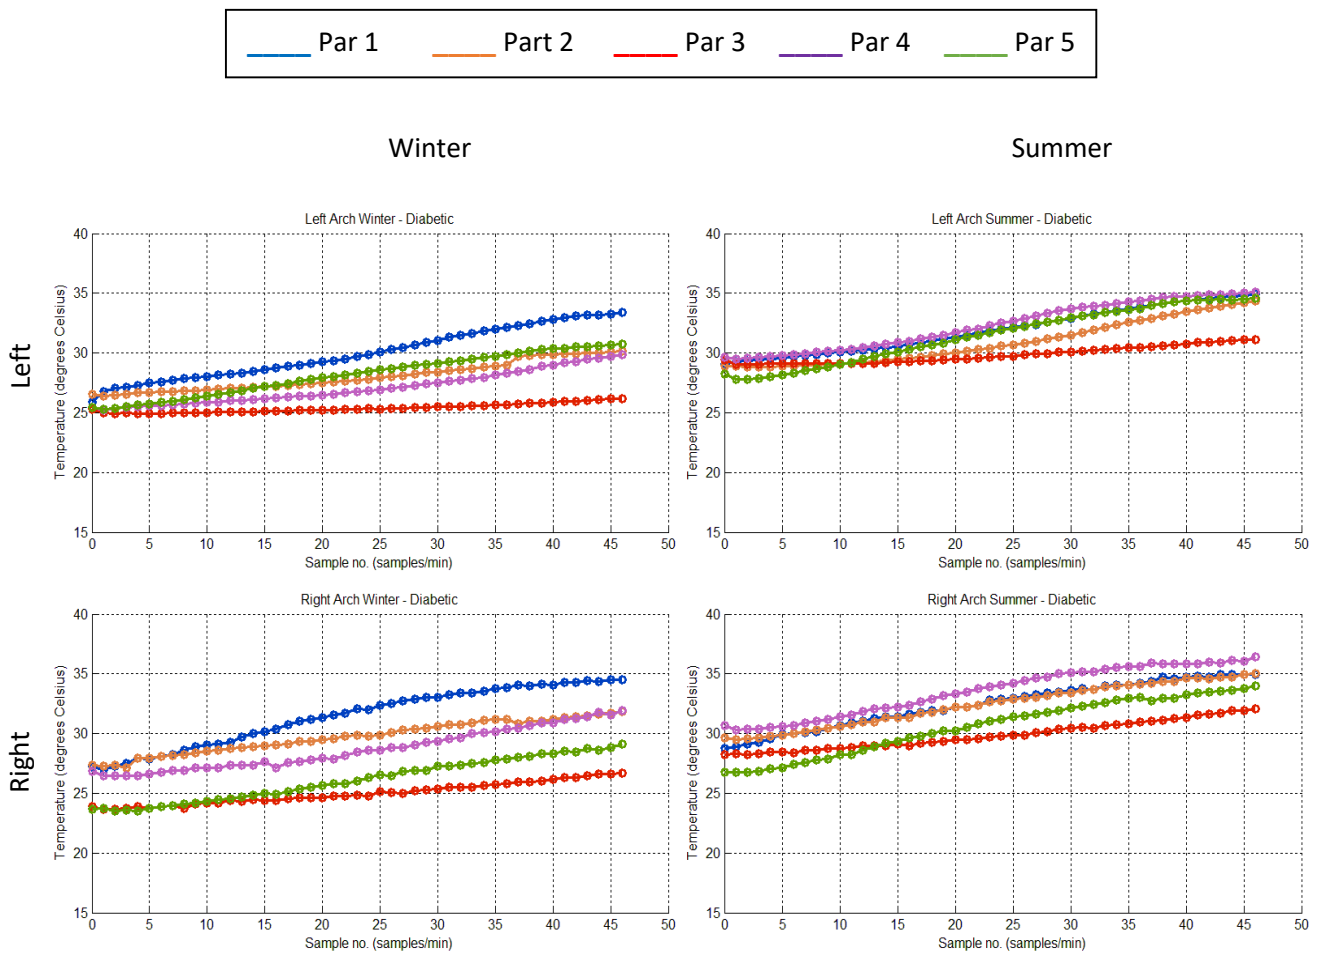 Par 1 Part 2 Par 3 Par 4 Par 5
Winter Summer
Left
Left Arch Winter - Diabetic
Temperature (degrees Celsius)
40
35
30
25
20
15
0 5 10 15 20 25 30 35 40 45 50
Sample no. (samples/min)
Left Arch Summer - Diabetic
Temperature (degrees Celsius)
40
35
30
25
20
15
0 5 10 15 20 25 30 35 40 45 50
Sample no. (samples/min)
Right
Right Arch Winter - Diabetic
Temperature (degrees Celsius)
40
35
30
25
20
15
0 5 10 15 20 25 30 35 40 45 50
Sample no. (samples/min)
Right Arch Summer - Diabetic
Temperature (degrees Celsius)
40
35
30
25
20
15
0 5 10 15 20 25 30 35 40 45 50
Sample no. (samples/min)